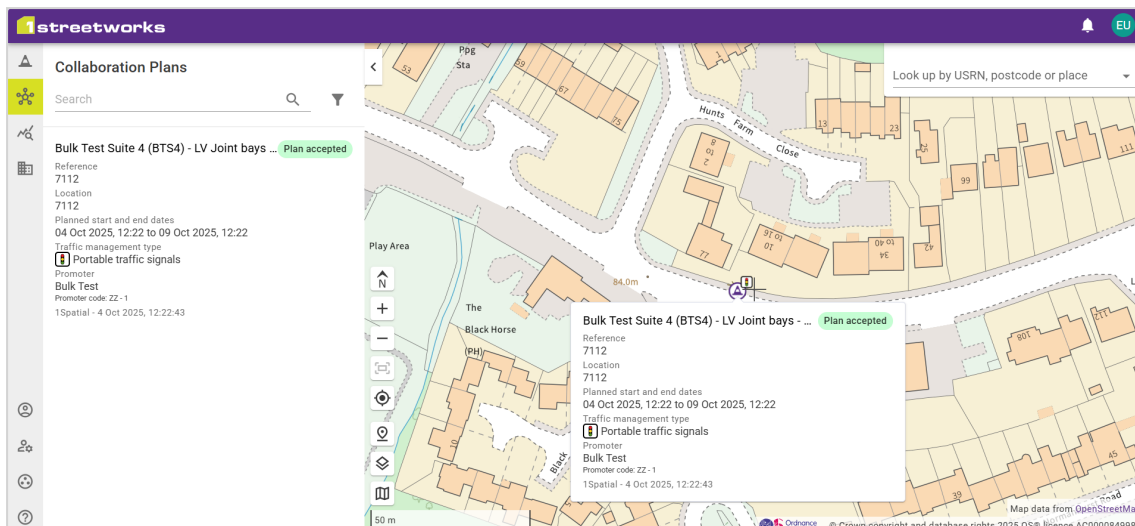 1streetworks
EU
Collaboration Plans
Search
Bulk Test Suite 4 (BTS4) - LV Joint bays ... Plan accepted
Reference
7112
Location
7112
Planned start and end dates
04 Oct 2025, 12:22 to 09 Oct 2025, 12:22
Traffic management type
Portable traffic signals
Promoter
Bulk Test
Promoter code: ZZ - 1
1Spatial - 4 Oct 2025, 12:22:43
Look up by USRN, postcode or place
Ppg
Sta
53
59
67
75
1
Hunts Farm
Close
13
23
25
111
99
8
to
2
77
10
to 16
34
to 40
42
Play Area
84.0m
The
Black Horse
(PH)
N
10
Black
112
108
45
39
Bulk Test Suite 4 (BTS4) - LV Joint bays - ... Plan accepted
Reference
7112
Location
7112
Planned start and end dates
04 Oct 2025, 12:22 to 09 Oct 2025, 12:22
Traffic management type
Portable traffic signals
Promoter
Bulk Test
Promoter code: ZZ - 1
1Spatial - 4 Oct 2025, 12:22:43
Map data from OpenStreetMa
Road
50 m
Ordnance
© Crown copyright and database rights 2025 OS® licence AC0000849896